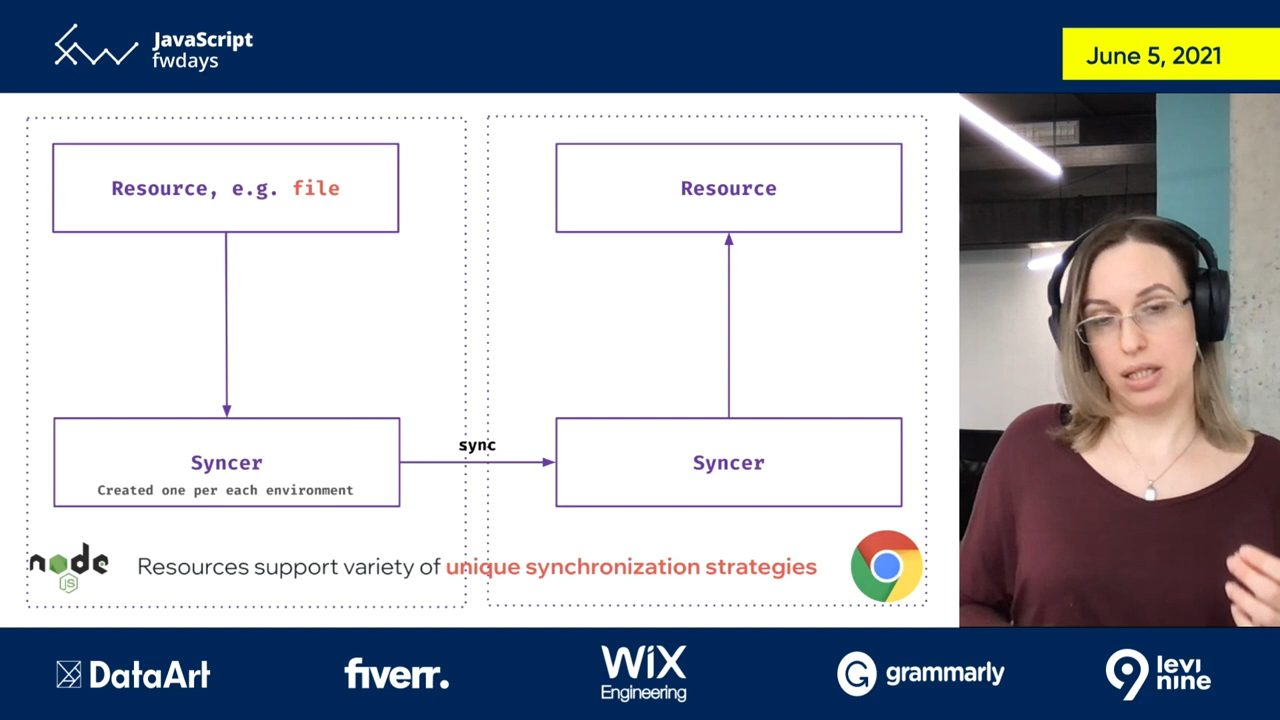 JavaScript
fwdays
June 5, 2021
Resource, e.g. file
Resource
sync
Syncer
Created one per each environment
Syncer
node
JS
Resources support variety of unique synchronization strategies
DataArt
fiverr.
WiX
Engineering
G
grammarly
9
levi
nine